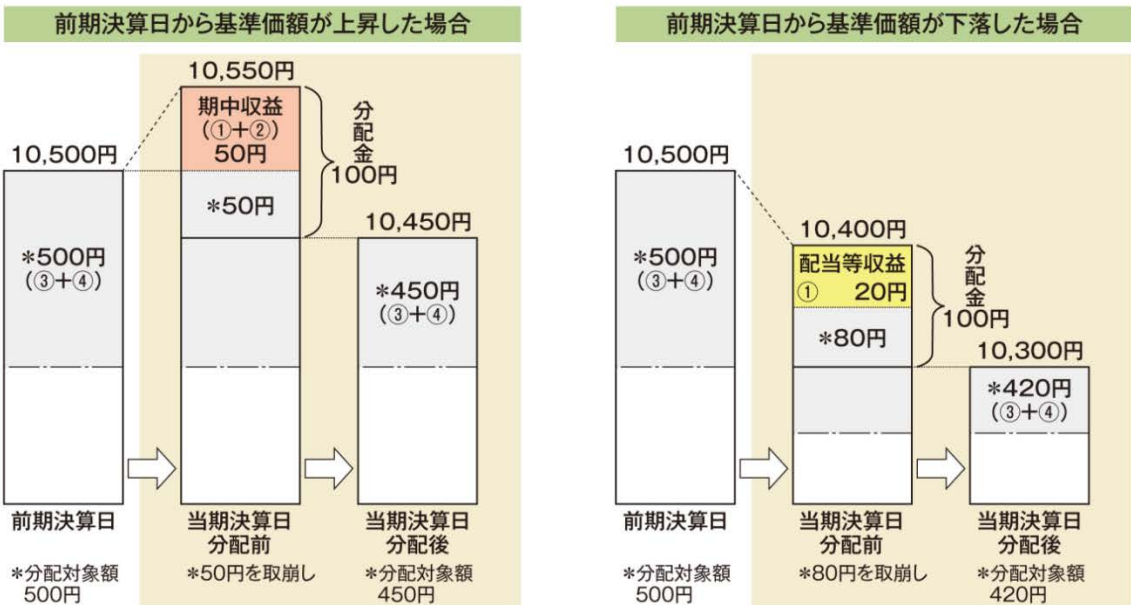 前期決算日から基準価額が上昇した場合
10,550円
期中収益
(①+②)
50円
分配金
100円
10,500円
*50円
10,450円
*500円
(③+④)
*450円
(③+④)
前期決算日
当期決算日
分配前
当期決算日
分配後
*分配対象額
500円
*50円を取崩し
*分配対象額
450円
前期決算日から基準価額が下落した場合
10,500円
10,400円
配当等収益
① 20円
分配金
100円
*500円
(③+④)
*80円
10,300円
*420円
(③+④)
前期決算日
当期決算日
分配前
当期決算日
分配後
*分配対象額
500円
*80円を取崩し
*分配対象額
420円